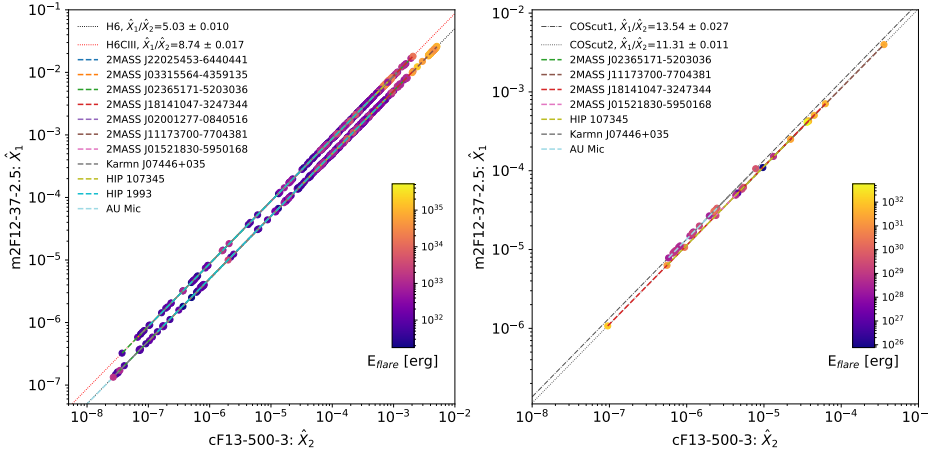 H6, X̂₁/X̂₂=5.03 ± 0.010
H6CIII, X̂₁/X̂₂=8.74 ± 0.017
2MASS J22025453-6440441
2MASS J03315564-4359135
2MASS J02365171-5203036
2MASS J18141047-3247344
2MASS J02001277-0840516
2MASS J11173700-7704381
2MASS J01521830-5950168
Karmn J07446+035
HIP 107345
HIP 1993
AU Mic
10⁻¹
10⁻²
10⁻³
10⁻⁴
10⁻⁵
10⁻⁶
10⁻⁷
m2F12-37-2.5: X̂₁
10³⁵
10³⁴
10³³
10³²
E_flare [erg]
10⁻⁸ 10⁻⁷ 10⁻⁶ 10⁻⁵ 10⁻⁴ 10⁻³ 10⁻²
cF13-500-3: X̂₂
COScut1, X̂₁/X̂₂=13.54 ± 0.027
COScut2, X̂₁/X̂₂=11.31 ± 0.011
2MASS J02365171-5203036
2MASS J11173700-7704381
2MASS J18141047-3247344
2MASS J01521830-5950168
HIP 107345
Karmn J07446+035
AU Mic
10⁻²
10⁻³
10⁻⁴
10⁻⁵
10⁻⁶
m2F12-37-2.5: X̂₁
10³²
10³¹
10³⁰
10²⁹
10²⁸
10²⁷
10²⁶
E_flare [erg]
10⁻⁸ 10⁻⁷ 10⁻⁶ 10⁻⁵ 10⁻⁴ 10⁻³
cF13-500-3: X̂₂